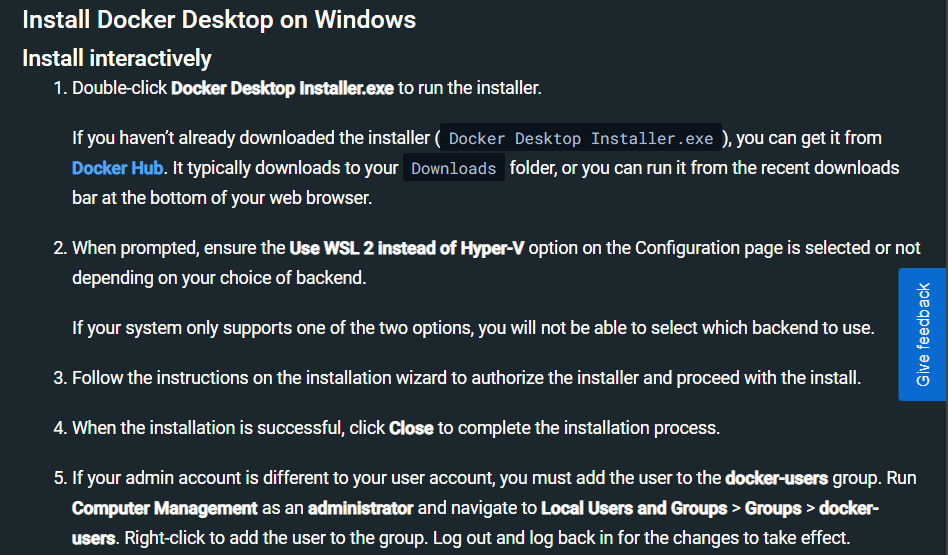 Install Docker Desktop on Windows
Install interactively
1. Double-click Docker Desktop Installer.exe to run the installer.
If you haven’t already downloaded the installer ( Docker Desktop Installer.exe ), you can get it from
Docker Hub. It typically downloads to your Downloads folder, or you can run it from the recent downloads
bar at the bottom of your web browser.
2. When prompted, ensure the Use WSL 2 instead of Hyper-V option on the Configuration page is selected or not
depending on your choice of backend.
If your system only supports one of the two options, you will not be able to select which backend to use.
3. Follow the instructions on the installation wizard to authorize the installer and proceed with the install.
4. When the installation is successful, click Close to complete the installation process.
5. If your admin account is different to your user account, you must add the user to the docker-users group. Run
Computer Management as an administrator and navigate to Local Users and Groups > Groups > docker-
users. Right-click to add the user to the group. Log out and log back in for the changes to take effect.
Give feedback